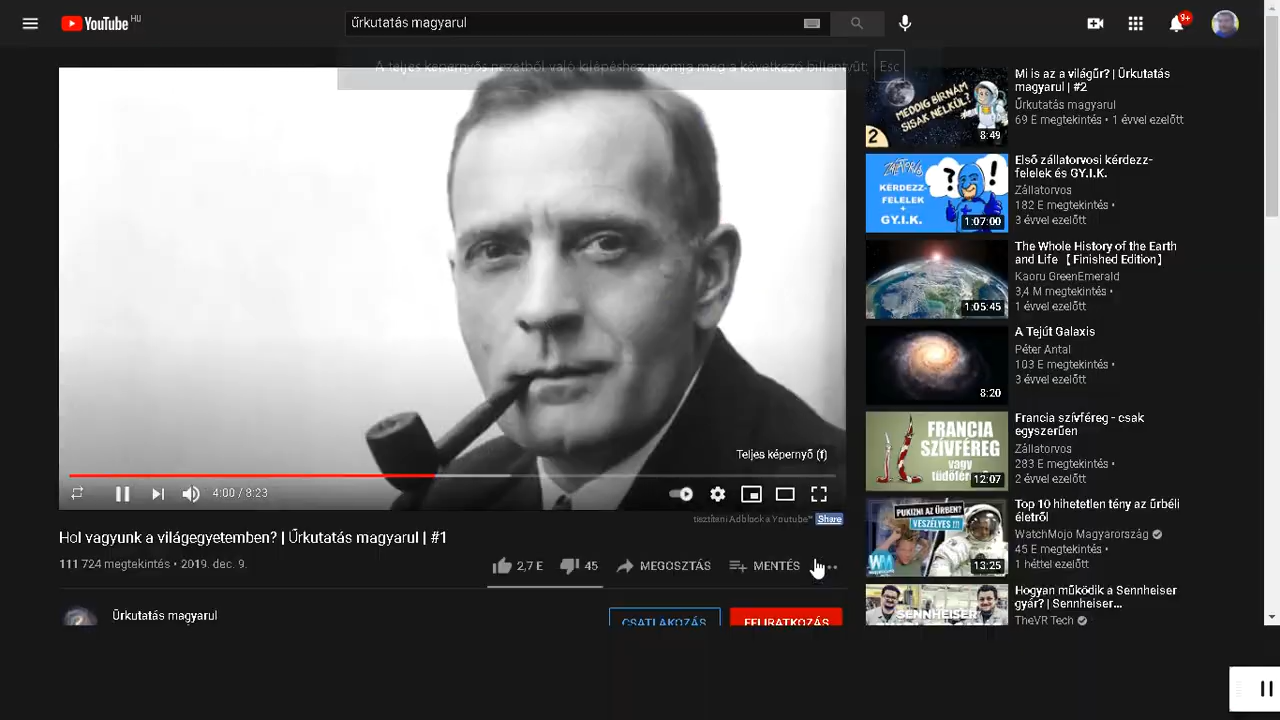 YouTube HU
űrkutatás magyarul
9+
A teljes képernyős nézetből való kilépéshez nyomja meg a következő billentyűt: Esc
Teljes képernyő (f)
4:00 / 8:23
tisztítani Adblock a Youtube™ Share
Hol vagyunk a világegyetemben? | Űrkutatás magyarul | #1
111 724 megtekintés • 2019. dec. 9.
2,7 E 45 MEGOSZTÁS MENTÉS
Űrkutatás magyarul
CSATLAKOZÁS FELIRATKOZÁS
MEDDIG BÍRNÁM
SISAK NÉLKÜL?
2
8:49
Mi is az a világűr? | Űrkutatás
magyarul | #2
Űrkutatás magyarul
69 E megtekintés • 1 évvel ezelőtt
KÉRDEZZ-
FELELEK
+
GY.I.K.
? !
1:07:00
Első zállatorvosi kérdezz-
felelek és GY.I.K.
Zállatorvos
182 E megtekintés •
3 évvel ezelőtt
1:05:45
The Whole History of the Earth
and Life【Finished Edition】
Kaoru GreenEmerald
3,4 M megtekintés •
1 évvel ezelőtt
8:20
A Tejút Galaxis
Péter Antal
103 E megtekintés •
3 évvel ezelőtt
FRANCIA
SZÍVFÉREG
vagy
12:07
Francia szívféreg - csak
egyszerűen
Zállatorvos
283 E megtekintés •
2 évvel ezelőtt
PUKIZNI AZ ŰRBEN?
VESZÉLYES !!!
13:25
Top 10 hihetetlen tény az űrbéli
életről
WatchMojo Magyarország
45 E megtekintés •
1 héttel ezelőtt
SENNHEISER
Hogyan működik a Sennheiser
gyár? | Sennheiser...
TheVR Tech